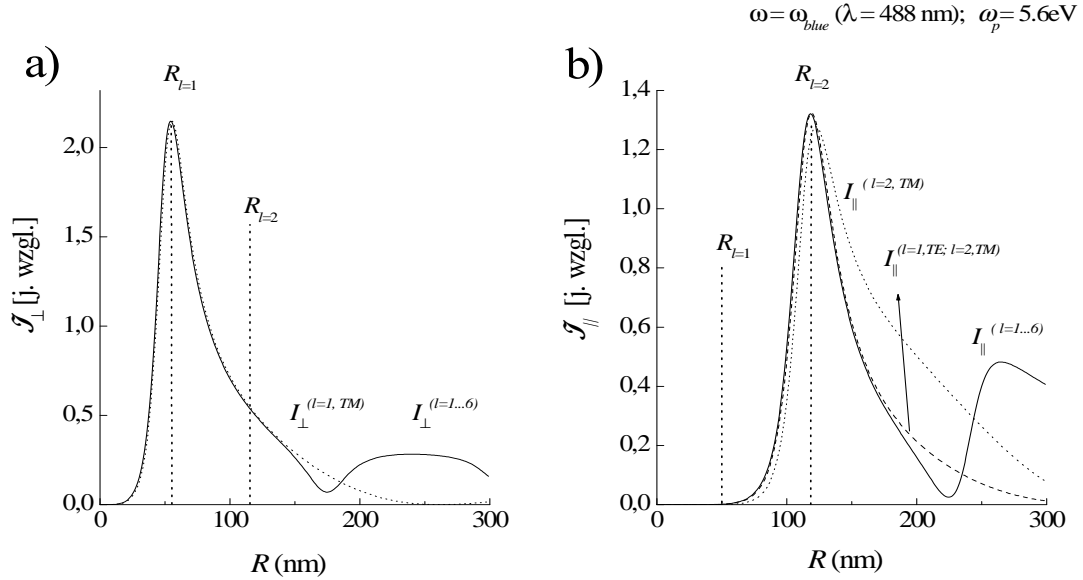 ω = ω_blue (λ = 488 nm); ω_p = 5.6eV
a)
R_l=1
R_l=2
2,0
1,5
1,0
0,5
0,0
ℐ_⊥ [j. wzgl.]
I_⊥^(l=1, TM)
I_⊥^(l=1...6)
0 100 200 300
R (nm)
b)
R_l=2
1,4
1,2
1,0
0,8
0,6
0,4
0,2
0,0
ℐ_// [j. wzgl.]
I_||^(l=2, TM)
R_l=1
I_||^(l=1,TE; l=2,TM)
I_||^(l=1...6)
0 100 200 300
R (nm)